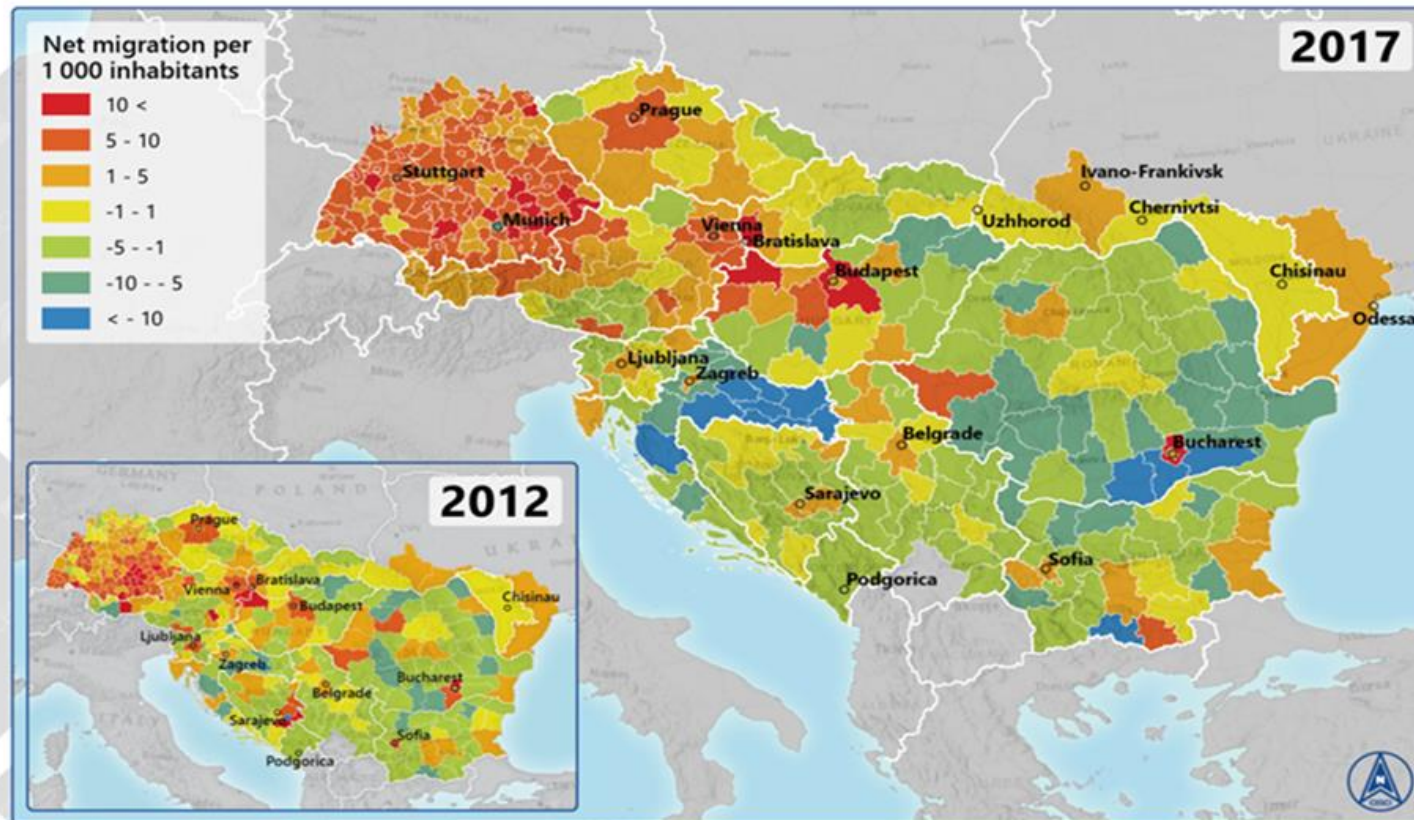 Net migration per
1 000 inhabitants
10 <
5 - 10
1 - 5
-1 - 1
-5 - -1
-10 - - 5
< - 10
2017
Prague
Stuttgart
Munich
Vienna
Bratislava
Budapest
Ivano-Frankivsk
Chernivtsi
Uzhhorod
Chisinau
Odessa
Ljubljana
Zagreb
Belgrade
Bucharest
Sarajevo
Sofia
Podgorica
UKRAINE
2012
GERMANY
POLAND
UKRA
Prague
Vienna
Bratislava
Budapest
Chisinau
Ljubljana
Zagreb
Belgrade
Bucharest
Sarajevo
Sofia
Podgorica
ITALY
N